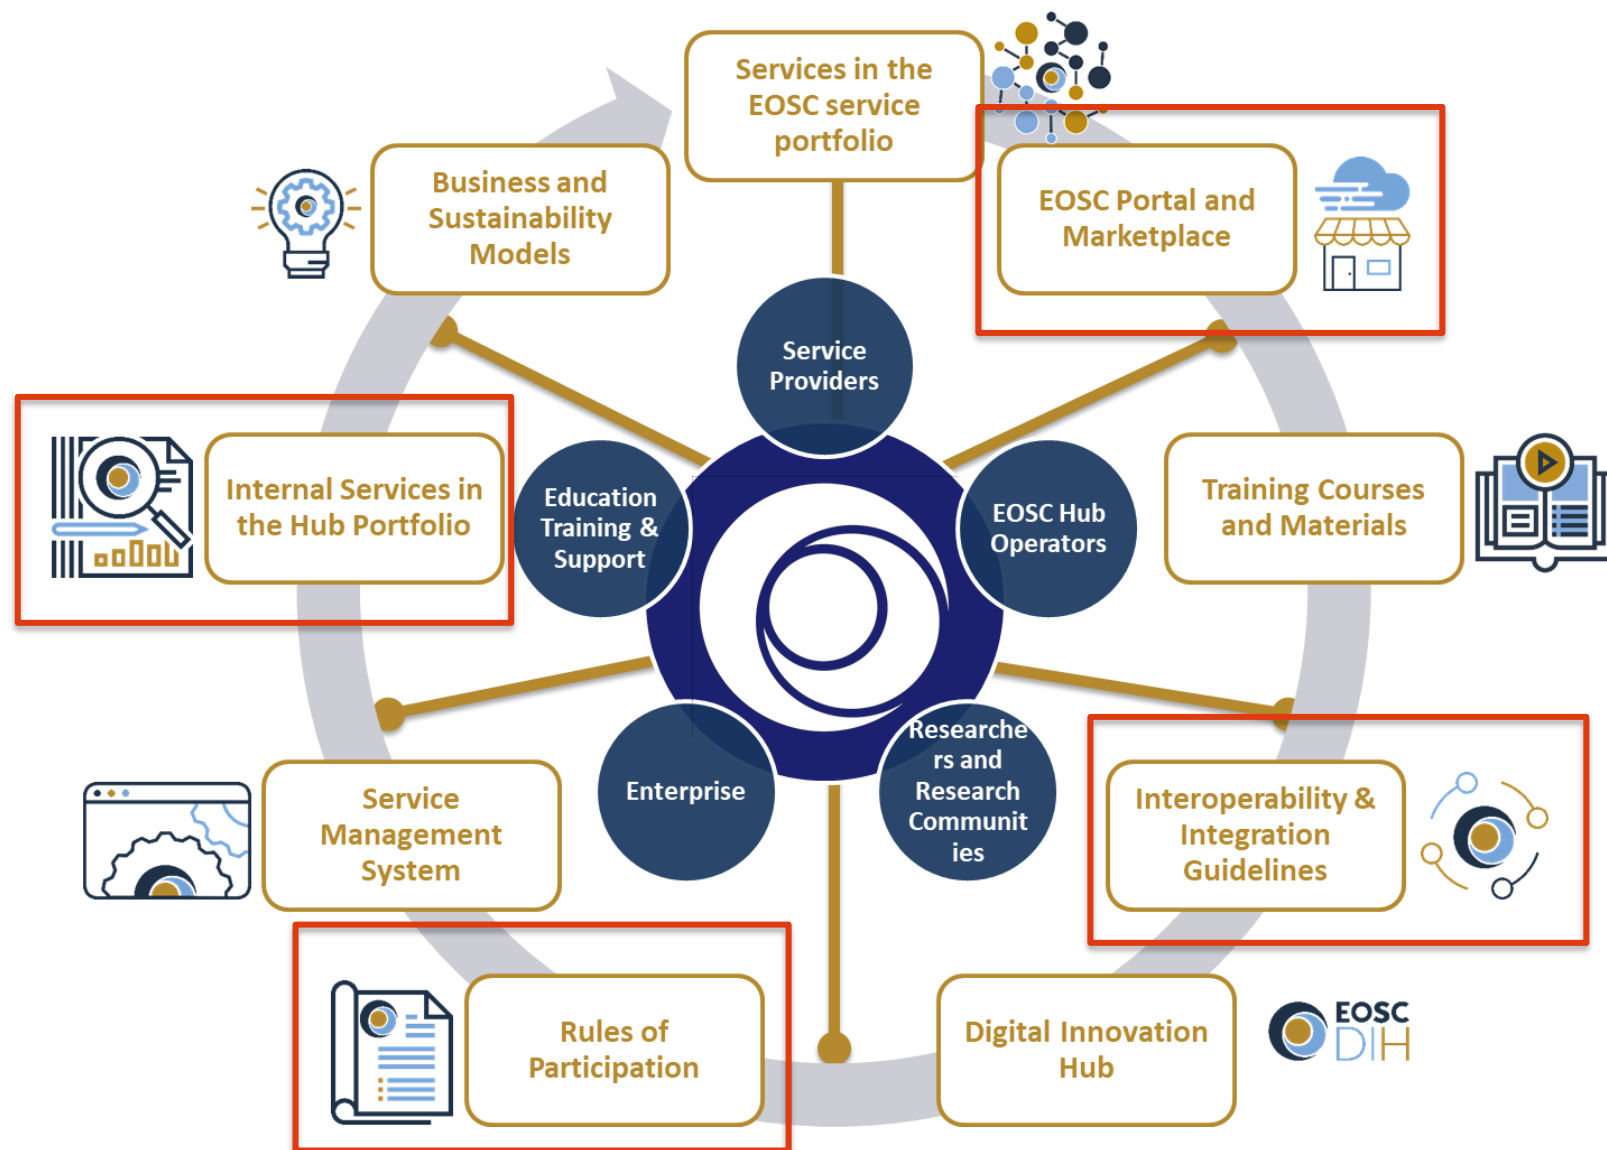 Services in the
EOSC service
portfolio
Business and
Sustainability
Models
EOSC Portal and
Marketplace
Service
Providers
Internal Services in
the Hub Portfolio
Education
Training &
Support
EOSC Hub
Operators
Training Courses
and Materials
Service
Management
System
Enterprise
Researche
rs and
Research
Communit
ies
Interoperability &
Integration
Guidelines
Rules of
Participation
Digital Innovation
Hub
EOSC
DIH